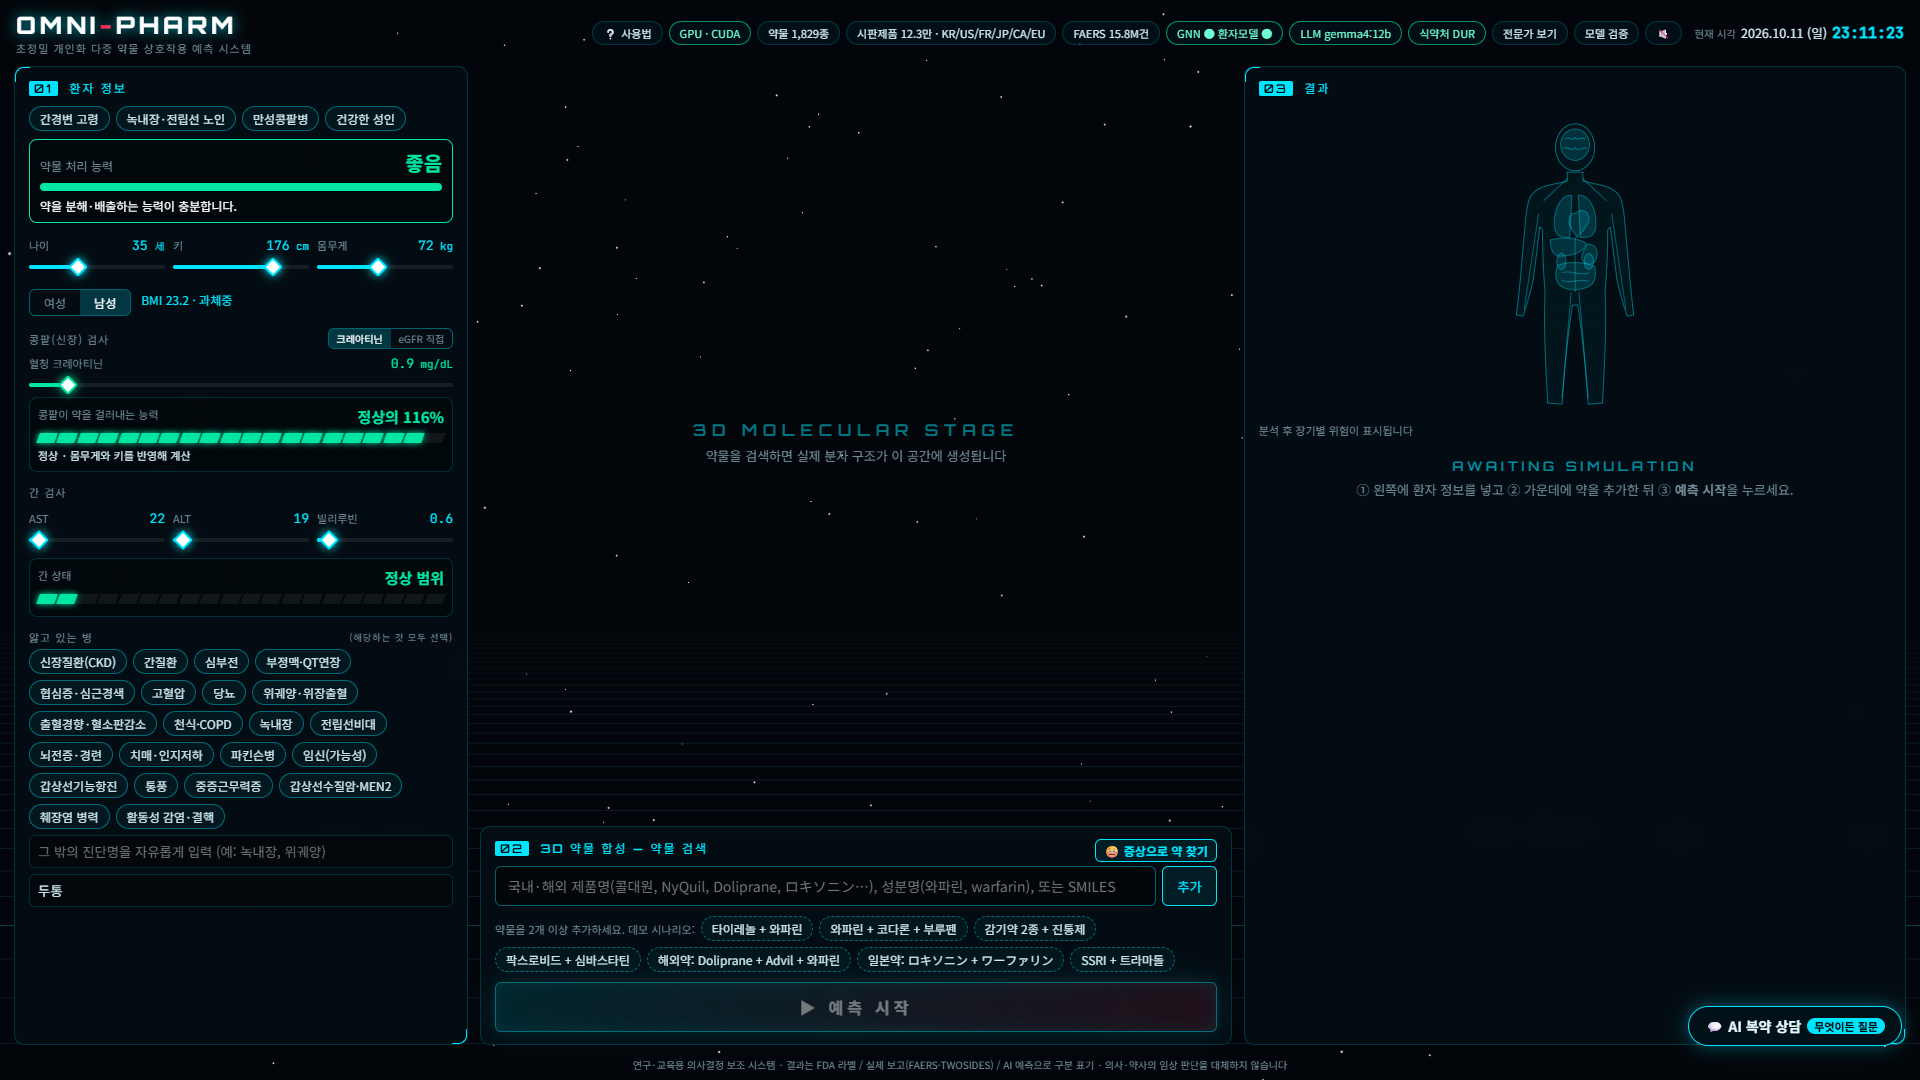 OMNI-PHARM
초정밀 개인화 다중 약물 상호작용 예측 시스템
? 사용법
GPU · CUDA
약물 1,829종
시판제품 12.3만 · KR/US/FR/JP/CA/EU
FAERS 15.8M건
GNN ● 환자모델 ●
LLM gemma4:12b
식약처 DUR
전문가 보기
모델 검증
현재 시각 2026.10.11 (일) 23:11:23
01 환자 정보
간경변 고령
녹내장·전립선 노인
만성콩팥병
건강한 성인
약물 처리 능력
좋음
약을 분해·배출하는 능력이 충분합니다.
나이 35 세
키 176 cm
몸무게 72 kg
여성
남성
BMI 23.2 · 과체중
콩팥(신장) 검사
크레아티닌
eGFR 직접
혈청 크레아티닌
0.9 mg/dL
콩팥이 약을 걸러내는 능력
정상의 116%
정상 · 몸무게와 키를 반영해 계산
간 검사
AST 22
ALT 19
빌리루빈 0.6
간 상태
정상 범위
앓고 있는 병
(해당하는 것 모두 선택)
신장질환(CKD)
간질환
심부전
부정맥·QT연장
협심증·심근경색
고혈압
당뇨
위궤양·위장출혈
출혈경향·혈소판감소
천식·COPD
녹내장
전립선비대
뇌전증·경련
치매·인지저하
파킨슨병
임신(가능성)
갑상선기능항진
통풍
중증근무력증
갑상선수질암·MEN2
췌장염 병력
활동성 감염·결핵
그 밖의 진단명을 자유롭게 입력 (예: 녹내장, 위궤양)
두통
3D MOLECULAR STAGE
약물을 검색하면 실제 분자 구조가 이 공간에 생성됩니다
02 3D 약물 합성 — 약물 검색
증상으로 약 찾기
국내·해외 제품명(콜대원, NyQuil, Doliprane, ロキソニン…), 성분명(와파린, warfarin), 또는 SMILES
추가
약물을 2개 이상 추가하세요. 데모 시나리오:
타이레놀 + 와파린
와파린 + 코다론 + 부루펜
감기약 2종 + 진통제
팍스로비드 + 심바스타틴
해외약: Doliprane + Advil + 와파린
일본약: ロキソニン + ワーファリン
SSRI + 트라마돌
▶ 예측 시작
03 결과
분석 후 장기별 위험이 표시됩니다
AWAITING SIMULATION
① 왼쪽에 환자 정보를 넣고 ② 가운데에 약을 추가한 뒤 ③ 예측 시작을 누르세요.
AI 복약 상담 무엇이든 질문
연구·교육용 의사결정 보조 시스템 · 결과는 FDA 라벨 / 실제 보고(FAERS·TWOSIDES) / AI 예측으로 구분 표기 · 의사·약사의 임상 판단을 대체하지 않습니다